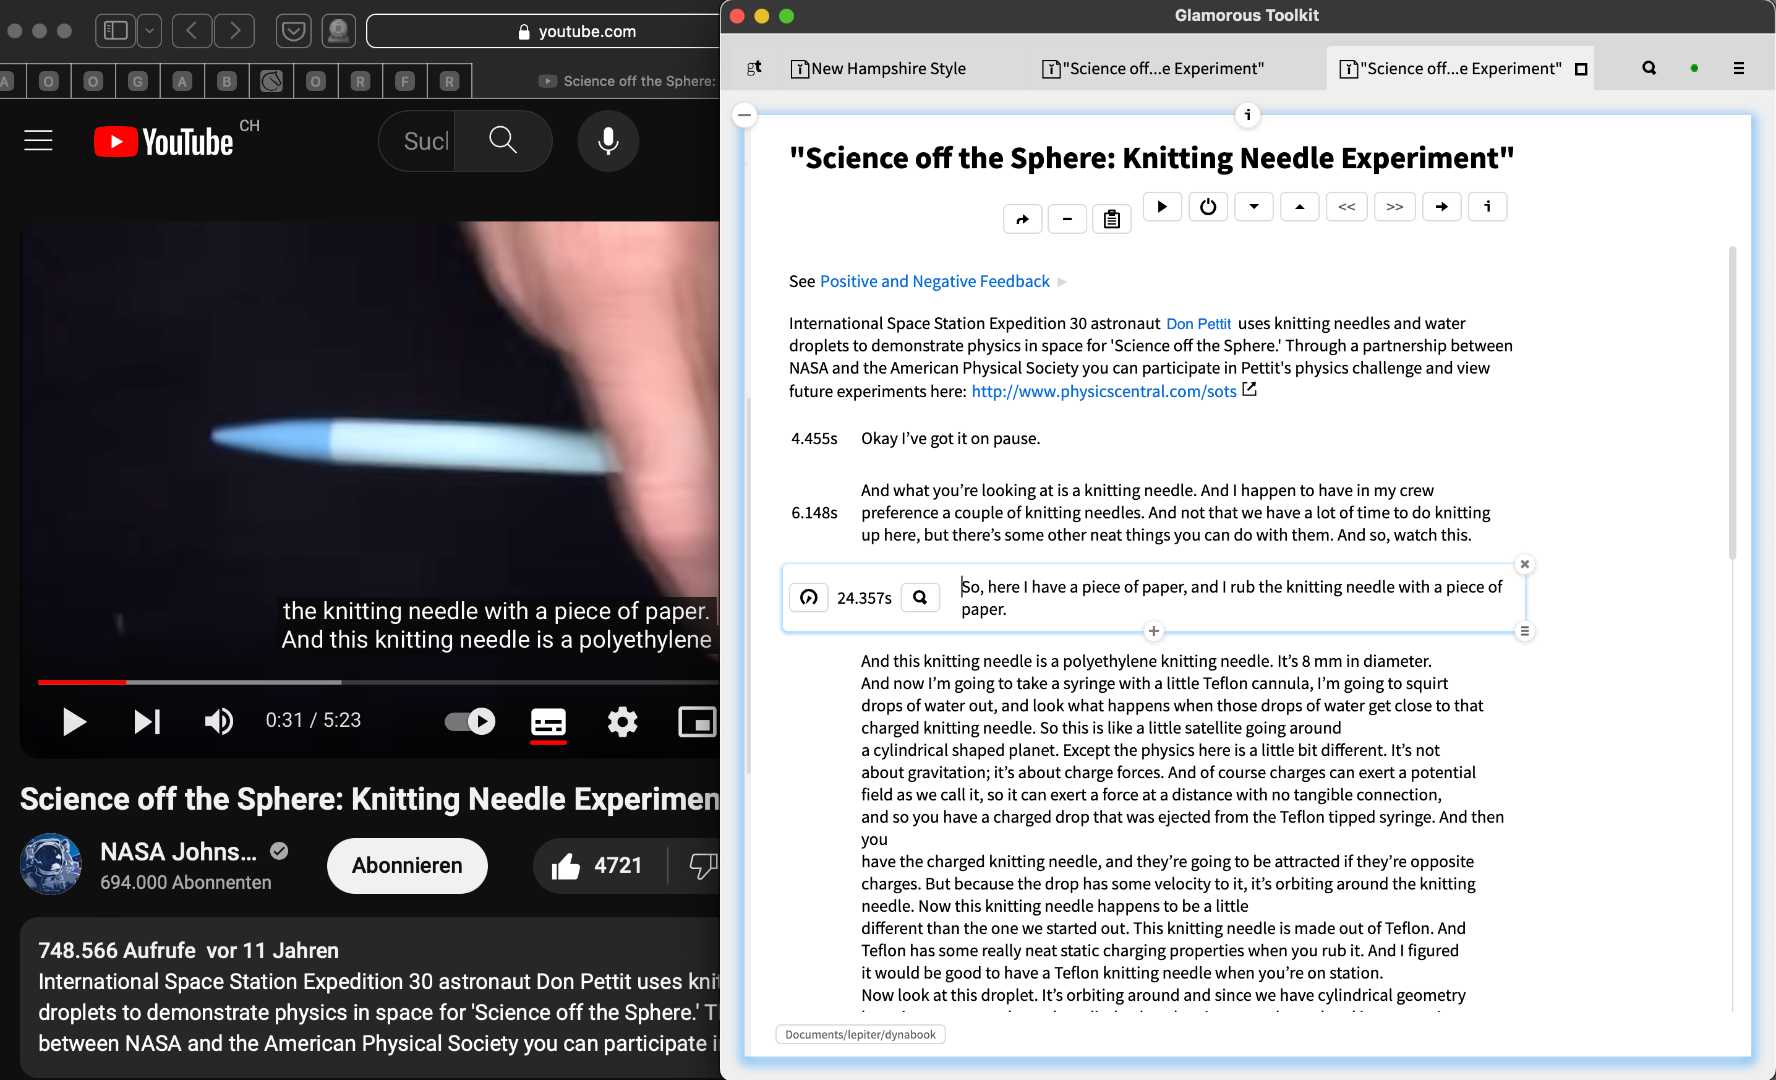 youtube.com
A O O G A B O R F R
Science off the Sphere:
YouTube CH
Sucl
the knitting needle with a piece of paper.
And this knitting needle is a polyethylene
0:31 / 5:23
Science off the Sphere: Knitting Needle Experimen
NASA Johns...
694.000 Abonnenten
Abonnieren
4721
748.566 Aufrufe vor 11 Jahren
International Space Station Expedition 30 astronaut Don Pettit uses knit
droplets to demonstrate physics in space for 'Science off the Sphere.' T
between NASA and the American Physical Society you can participate i
Glamorous Toolkit
gt
New Hampshire Style
"Science off...e Experiment"
"Science off...e Experiment"
i
"Science off the Sphere: Knitting Needle Experiment"
<< >> i
See Positive and Negative Feedback
International Space Station Expedition 30 astronaut Don Pettit uses knitting needles and water
droplets to demonstrate physics in space for 'Science off the Sphere.' Through a partnership between
NASA and the American Physical Society you can participate in Pettit's physics challenge and view
future experiments here: http://www.physicscentral.com/sots
4.455s Okay I’ve got it on pause.
And what you’re looking at is a knitting needle. And I happen to have in my crew
6.148s preference a couple of knitting needles. And not that we have a lot of time to do knitting
up here, but there’s some other neat things you can do with them. And so, watch this.
24.357s So, here I have a piece of paper, and I rub the knitting needle with a piece of
paper.
And this knitting needle is a polyethylene knitting needle. It’s 8 mm in diameter.
And now I’m going to take a syringe with a little Teflon cannula, I’m going to squirt
drops of water out, and look what happens when those drops of water get close to that
charged knitting needle. So this is like a little satellite going around
a cylindrical shaped planet. Except the physics here is a little bit different. It’s not
about gravitation; it’s about charge forces. And of course charges can exert a potential
field as we call it, so it can exert a force at a distance with no tangible connection,
and so you have a charged drop that was ejected from the Teflon tipped syringe. And then
you
have the charged knitting needle, and they’re going to be attracted if they’re opposite
charges. But because the drop has some velocity to it, it’s orbiting around the knitting
needle. Now this knitting needle happens to be a little
different than the one we started out. This knitting needle is made out of Teflon. And
Teflon has some really neat static charging properties when you rub it. And I figured
it would be good to have a Teflon knitting needle when you’re on station.
Now look at this droplet. It’s orbiting around and since we have cylindrical geometry
Documents/lepiter/dynabook